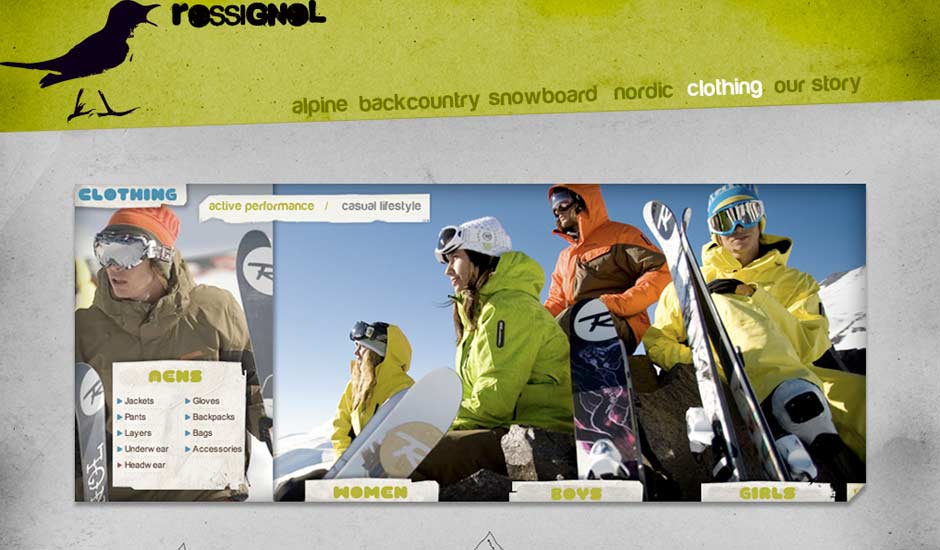 ROSSIGNOL
alpine backcountry snowboard nordic clothing our story
CLOTHING
active performance / casual lifestyle
MENS
Jackets
Pants
Layers
Underwear
Headwear
Gloves
Backpacks
Bags
Accessories
WOMEN
BOYS
GIRLS